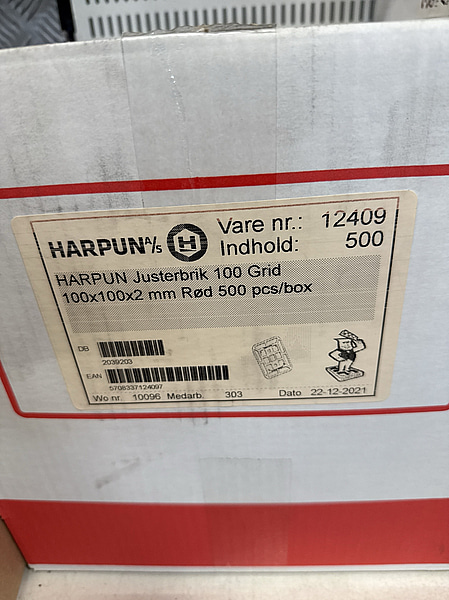 HARPUN A/S H Vare nr.: 12409
Indhold: 500
HARPUN Justerbrik 100 Grid
100x100x2 mm Rød 500 pcs/box
DB
2039203
EAN
5708337124097
Wo nr. 10096 Medarb. 303 Dato 22-12-2021